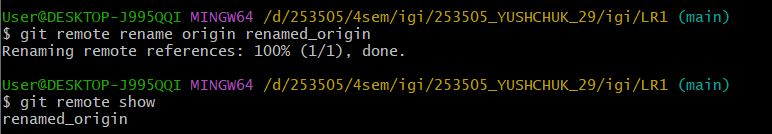 User@DESKTOP-J995QQI MINGW64 /d/253505/4sem/igi/253505_YUSHCHUK_29/igi/LR1 (main)
$ git remote rename origin renamed_origin
Renaming remote references: 100% (1/1), done.
User@DESKTOP-J995QQI MINGW64 /d/253505/4sem/igi/253505_YUSHCHUK_29/igi/LR1 (main)
$ git remote show
renamed_origin